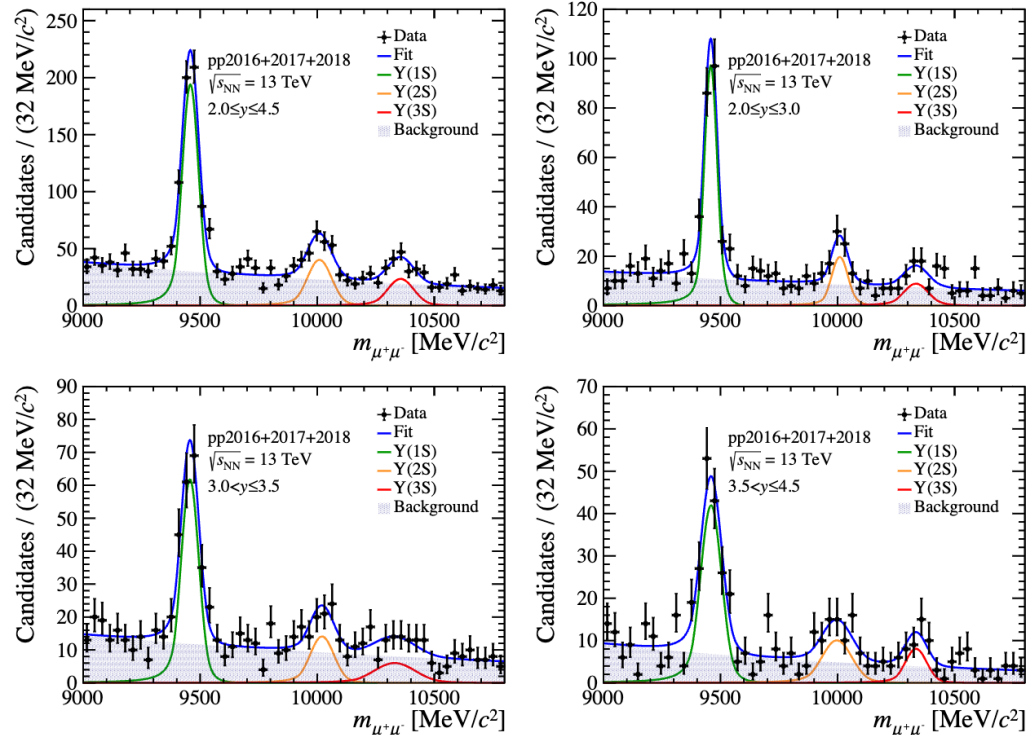 Candidates / (32 MeV/c²)
250
200
150
100
50
0
pp2016+2017+2018
√s_NN = 13 TeV
2.0≤y≤4.5
Data
Fit
Y(1S)
Y(2S)
Y(3S)
Background
9000 9500 10000 10500
m_μ⁺μ⁻ [MeV/c²]
Candidates / (32 MeV/c²)
120
100
80
60
40
20
0
pp2016+2017+2018
√s_NN = 13 TeV
2.0≤y≤3.0
Data
Fit
Y(1S)
Y(2S)
Y(3S)
Background
9000 9500 10000 10500
m_μ⁺μ⁻ [MeV/c²]
Candidates / (32 MeV/c²)
90
80
70
60
50
40
30
20
10
0
pp2016+2017+2018
√s_NN = 13 TeV
3.0<y≤3.5
Data
Fit
Y(1S)
Y(2S)
Y(3S)
Background
9000 9500 10000 10500
m_μ⁺μ⁻ [MeV/c²]
Candidates / (32 MeV/c²)
70
60
50
40
30
20
10
0
pp2016+2017+2018
√s_NN = 13 TeV
3.5<y≤4.5
Data
Fit
Y(1S)
Y(2S)
Y(3S)
Background
9000 9500 10000 10500
m_μ⁺μ⁻ [MeV/c²]